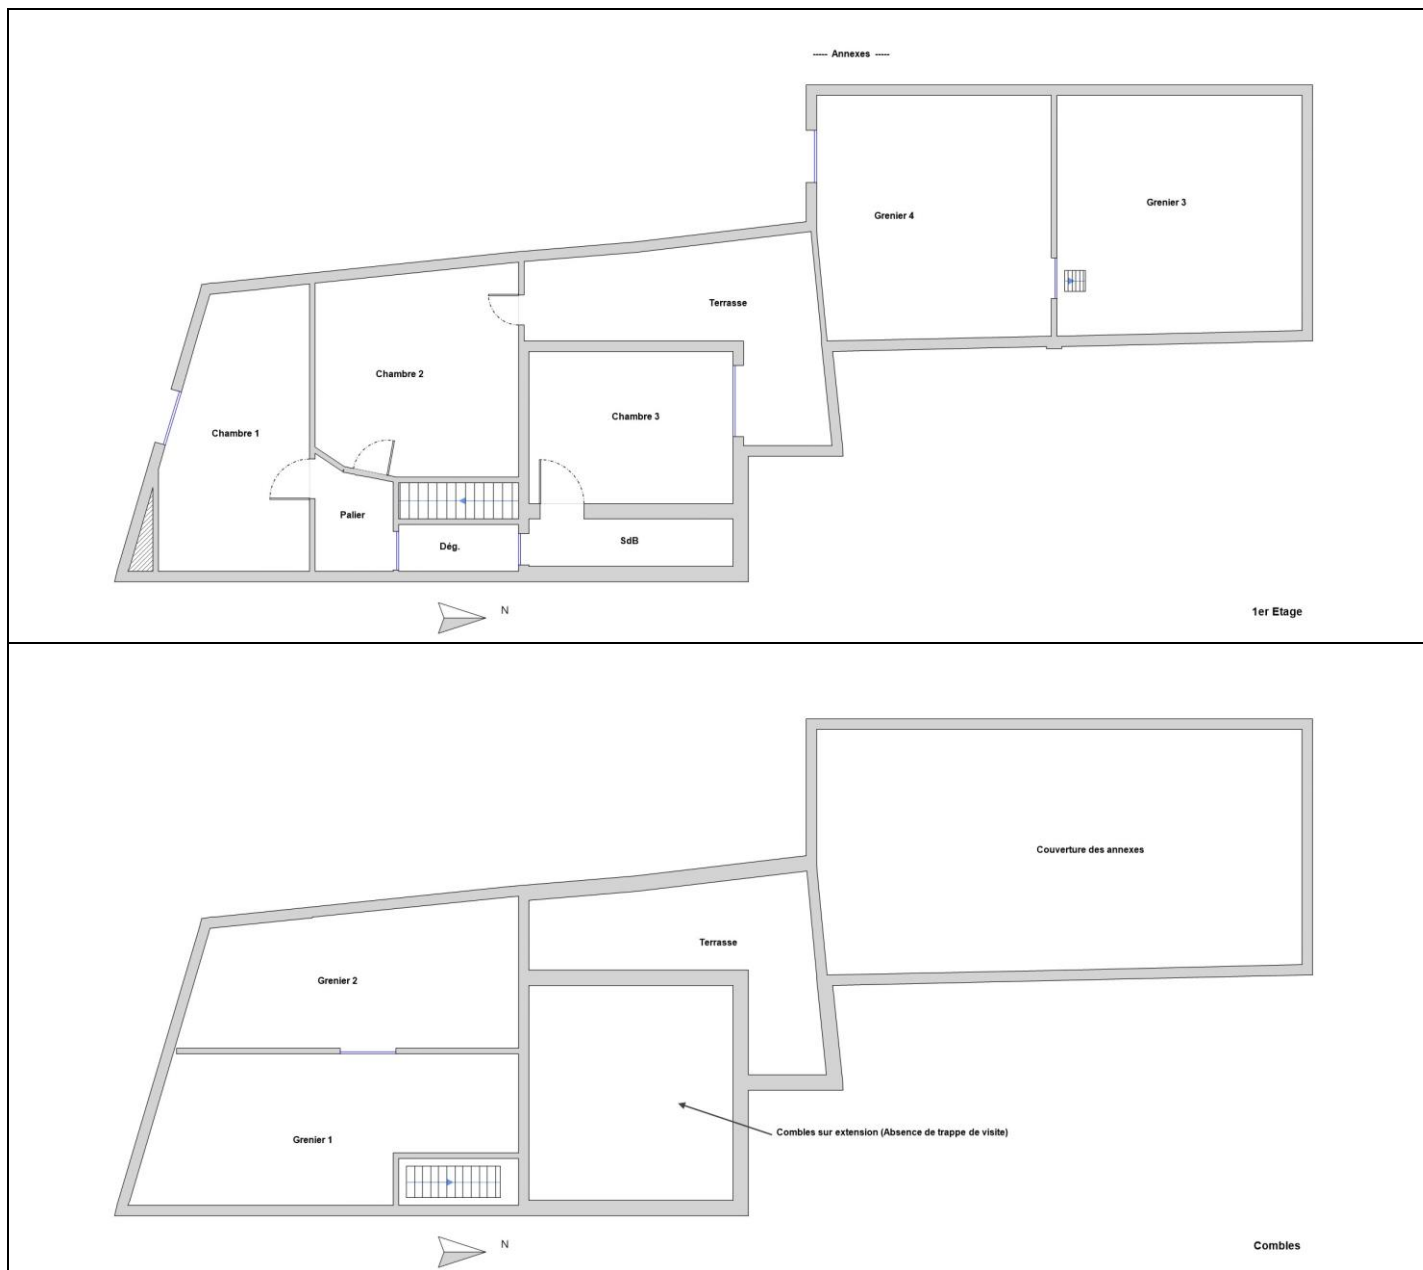 ----- Annexes -----
Grenier 4
Grenier 3
Terrasse
Chambre 2
Chambre 3
Chambre 1
Palier
Dég.
SdB
N
1er Etage
Couverture des annexes
Terrasse
Grenier 2
Combles sur extension (Absence de trappe de visite)
Grenier 1
N
Combles